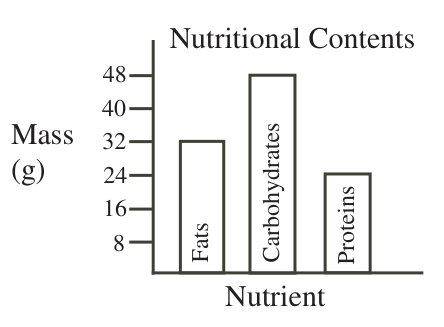 Nutritional Contents
Mass
(g)
48
40
32
24
16
8
Fats
Carbohydrates
Proteins
Nutrient